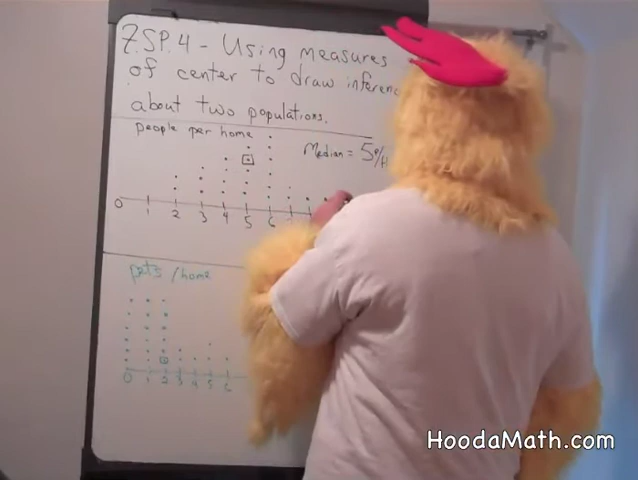 7.SP.4 - Using measures
of center to draw inferenc
about two populations.
people per home
Median = 5 P/H
0 1 2 3 4 5 6
pets / home
0 1 2 3 4 5 6
HoodaMath.com